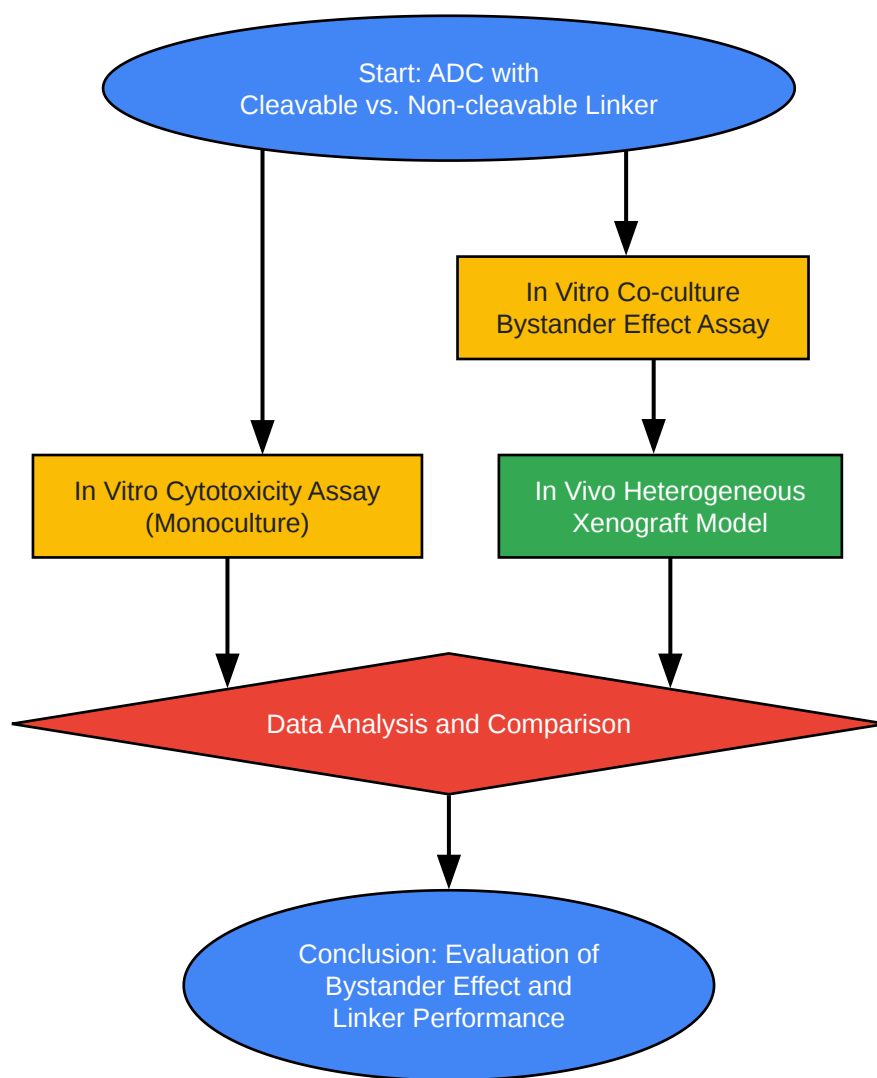 Start: ADC with
Cleavable vs. Non-cleavable Linker
In Vitro Co-culture
Bystander Effect Assay
In Vitro Cytotoxicity Assay
(Monoculture)
In Vivo Heterogeneous
Xenograft Model
Data Analysis and Comparison
Conclusion: Evaluation of
Bystander Effect and
Linker Performance